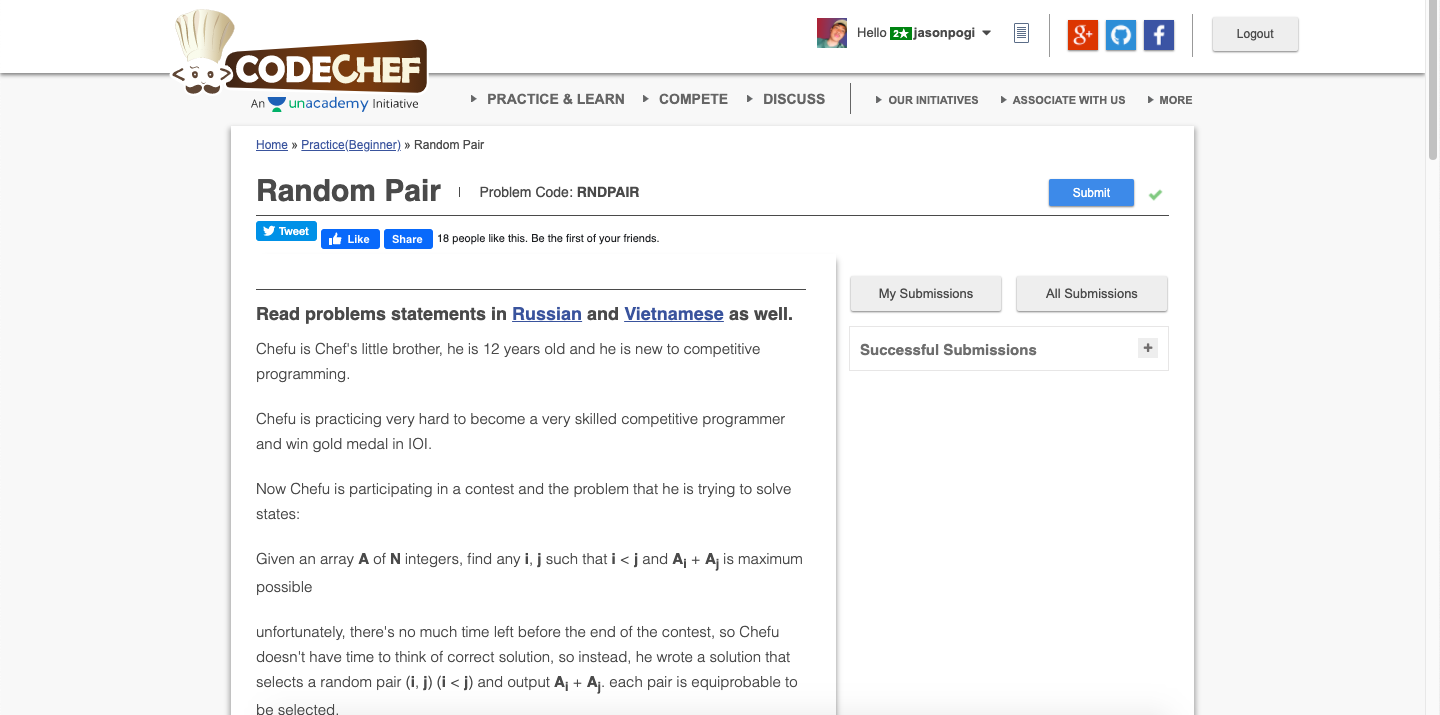 Hello 2★ jasonpogi
Logout
CODECHEF
An unacademy Initiative
PRACTICE & LEARN
COMPETE
DISCUSS
OUR INITIATIVES
ASSOCIATE WITH US
MORE
Home » Practice(Beginner) » Random Pair
Random Pair
Problem Code: RNDPAIR
Submit
Tweet
Like
Share
18 people like this. Be the first of your friends.
My Submissions
All Submissions
Successful Submissions
Read problems statements in Russian and Vietnamese as well.
Chefu is Chef's little brother, he is 12 years old and he is new to competitive
programming.
Chefu is practicing very hard to become a very skilled competitive programmer
and win gold medal in IOI.
Now Chefu is participating in a contest and the problem that he is trying to solve
states:
Given an array A of N integers, find any i, j such that i < j and Ai + Aj is maximum
possible
unfortunately, there's no much time left before the end of the contest, so Chefu
doesn't have time to think of correct solution, so instead, he wrote a solution that
selects a random pair (i, j) (i < j) and output Ai + Aj. each pair is equiprobable to
be selected.